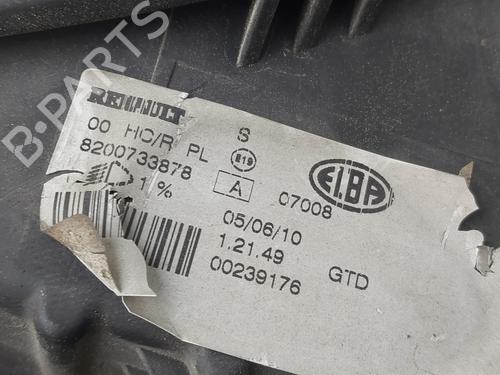 B-PARTS
RENAULT
00 HC/R PL S
8200733878 E19
1% A 07008 ELBA
05/06/10
1.21.49
00239176 GTD